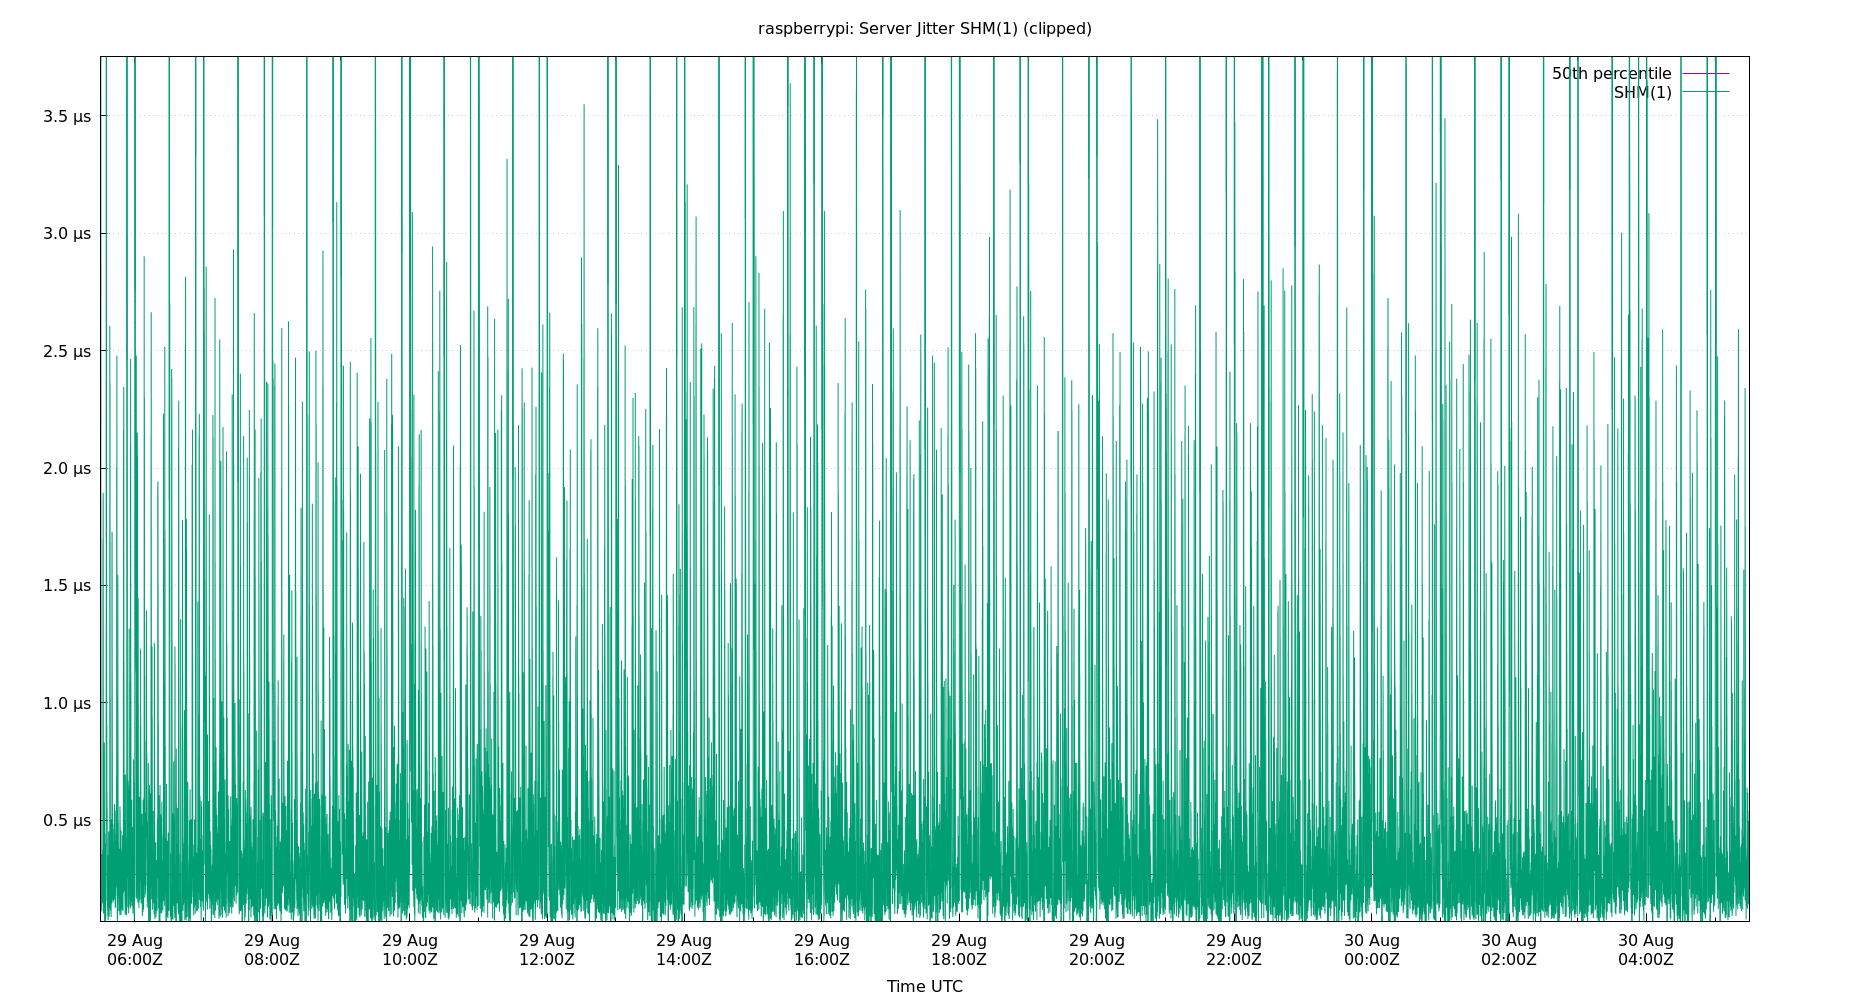 raspberrypi: Server Jitter SHM(1) (clipped)
50th percentile
SHM(1)
3.5 µs
3.0 µs
2.5 µs
2.0 µs
1.5 µs
1.0 µs
0.5 µs
29 Aug 29 Aug 29 Aug 29 Aug 29 Aug 29 Aug 29 Aug 29 Aug 29 Aug 30 Aug 30 Aug 30 Aug
06:00Z 08:00Z 10:00Z 12:00Z 14:00Z 16:00Z 18:00Z 20:00Z 22:00Z 00:00Z 02:00Z 04:00Z
Time UTC